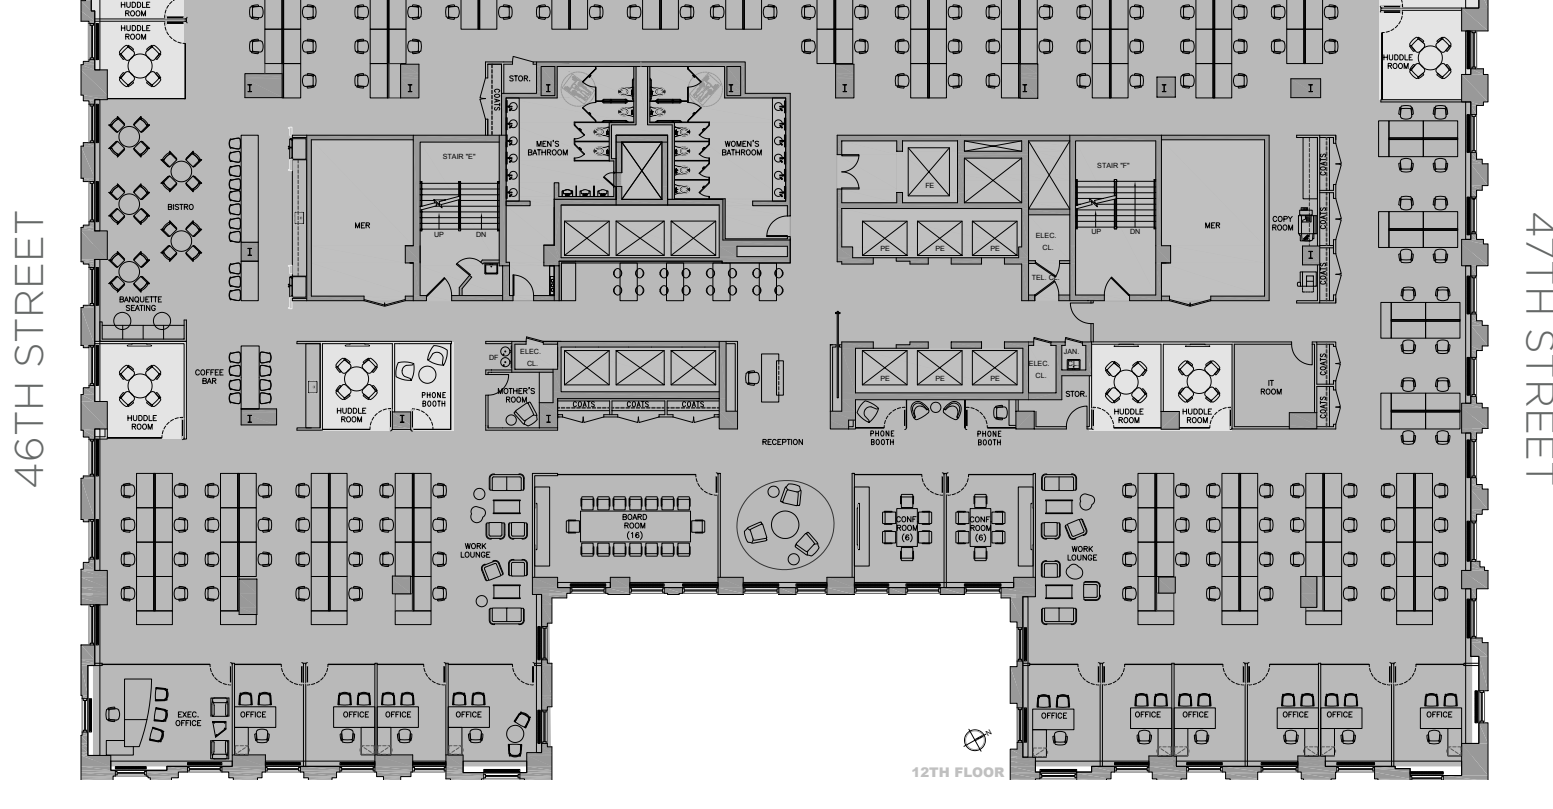 HUDDLE
ROOM
HUDDLE
ROOM
HUDDLE
ROOM
I
I
I
I
I
I
STOR.
I
I
COATS
MEN'S
BATHROOM
WOMEN'S
BATHROOM
STAIR "E"
UP
DN
MER
BISTRO
I
BANQUETTE
SEATING
FE
PE
PE
PE
ELEC.
CL.
TEL. CL.
STAIR "F"
UP
DN
MER
COPY
ROOM
I
COATS
COATS
COATS
46TH STREET
47TH STREET
HUDDLE
ROOM
COFFEE
BAR
I
HUDDLE
ROOM
PHONE
BOOTH
I
DF
ELEC.
CL.
MOTHER'S
ROOM
I
COATS
COATS
COATS
RECEPTION
PE
PE
PE
ELEC.
CL.
JAN.
STOR.
PHONE
BOOTH
PHONE
BOOTH
HUDDLE
ROOM
HUDDLE
ROOM
IT
ROOM
COATS
COATS
WORK
LOUNGE
BOARD
ROOM
(16)
CONF
ROOM
(6)
CONF
ROOM
(6)
WORK
LOUNGE
EXEC.
OFFICE
OFFICE
OFFICE
OFFICE
OFFICE
OFFICE
OFFICE
OFFICE
OFFICE
OFFICE
OFFICE
N
12TH FLOOR